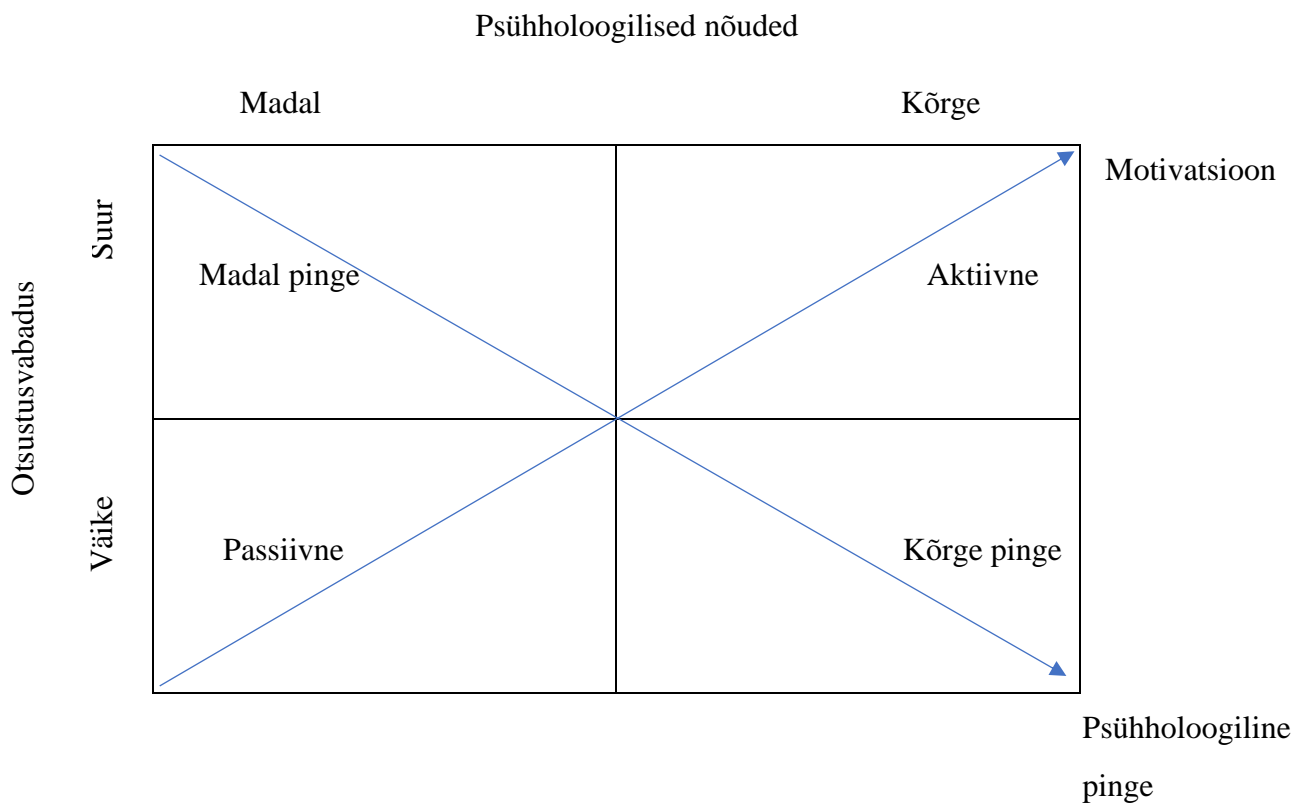 Psühholoogilised nõuded
Madal
Kõrge
Motivatsioon
Otsustusvabadus
Suur
Madal pinge
Aktiivne
Väike
Passiivne
Kõrge pinge
Psühholoogiline
pinge